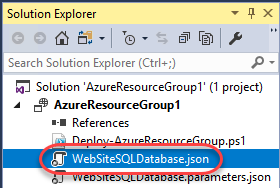 Solution Explorer
Search Solution Explorer (Ctrl+;)
Solution 'AzureResourceGroup1' (1 project)
AzureResourceGroup1
References
Deploy-AzureResourceGroup.ps1
WebSiteSQLDatabase.json
WebSiteSQLDatabase.parameters.json